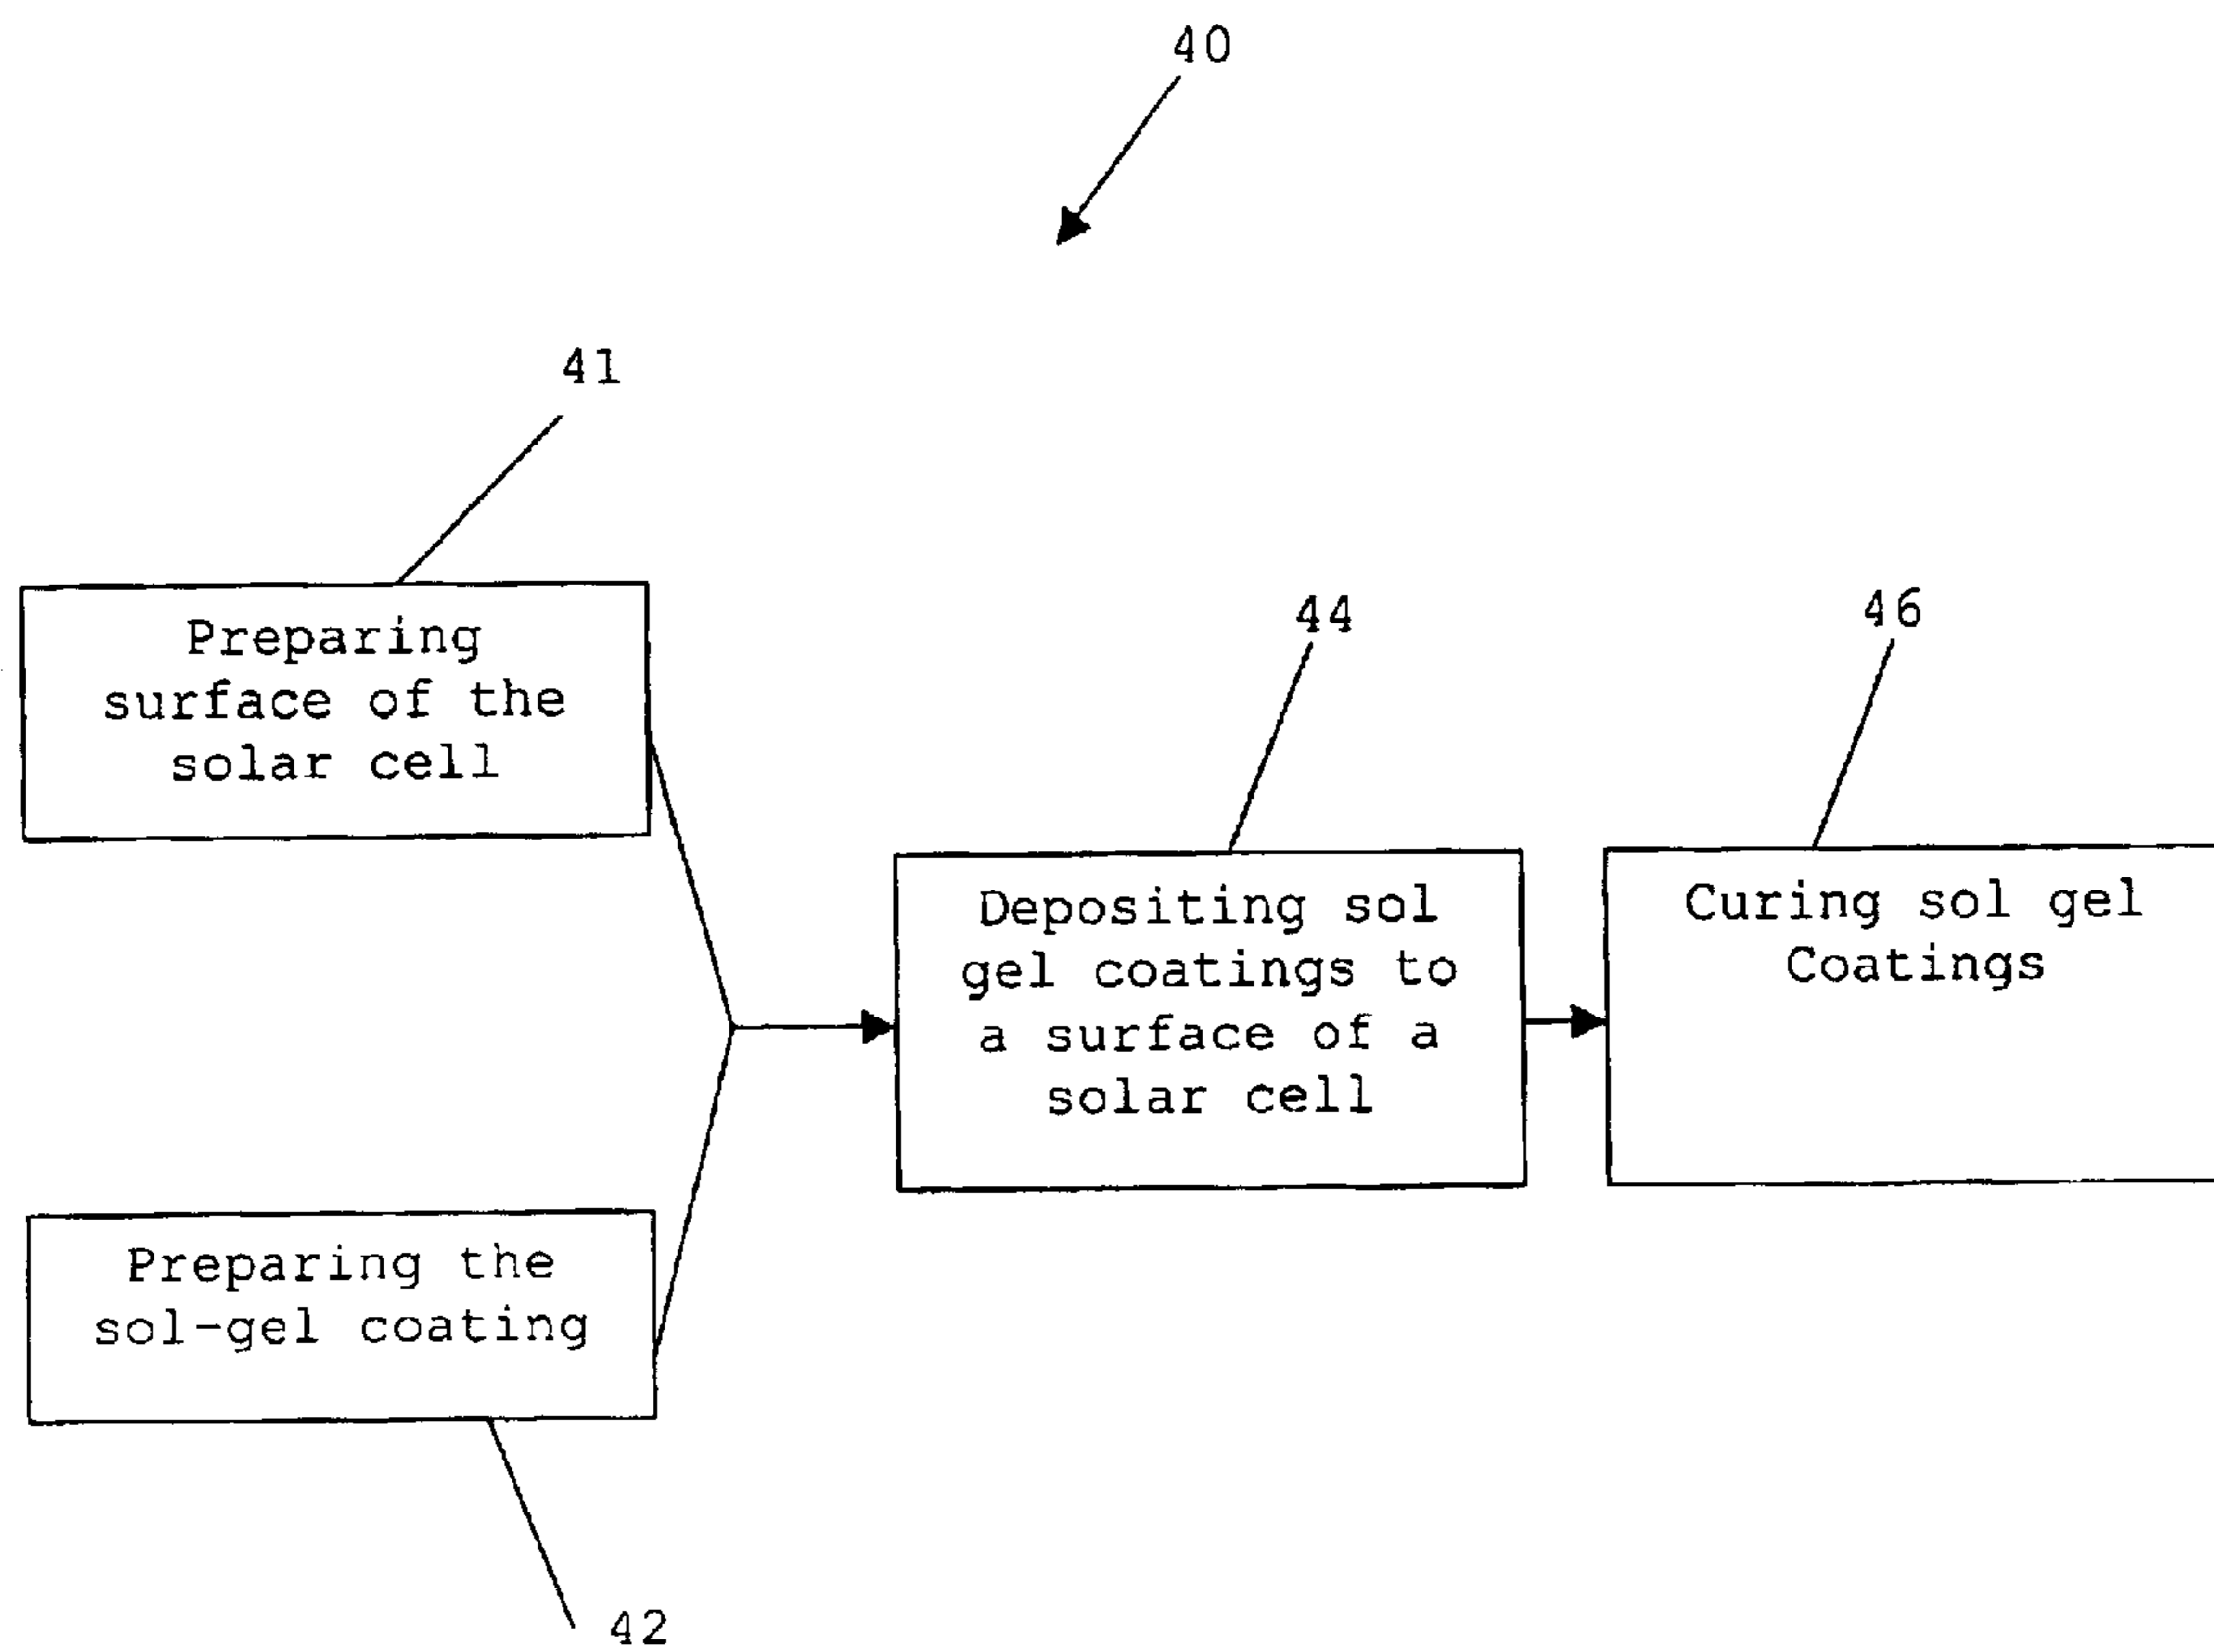 40
41
Preparing
surface of the
solar cell
44
Depositing sol
gel coatings to
a surface of a
solar cell
46
Curing sol gel
Coatings
Preparing the
sol-gel coating
42